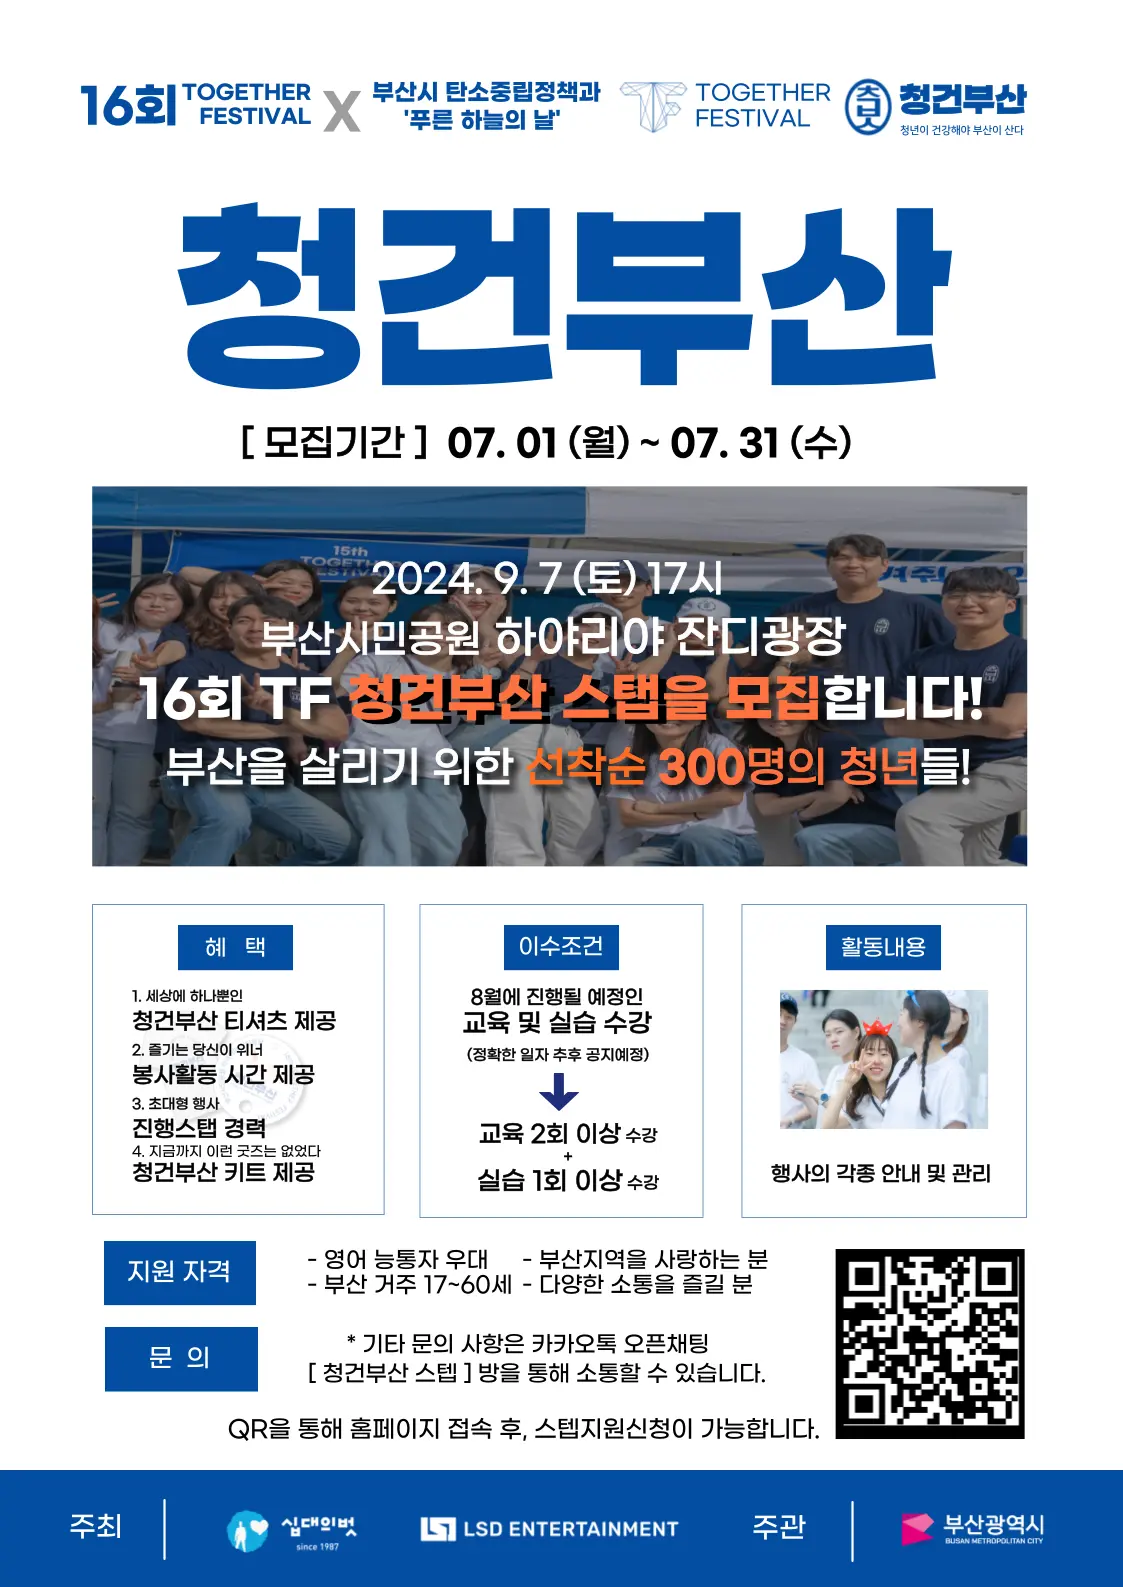 16회 TOGETHER FESTIVAL X 부산시 탄소중립정책과 '푸른 하늘의 날'
TF TOGETHER FESTIVAL
청건부산
청년이 건강해야 부산이 산다
청건부산
[ 모집기간 ] 07. 01 (월) ~ 07. 31 (수)
15th
TOGETHER
FESTIVAL
2024. 9. 7 (토) 17시
부산시민공원 하야리야 잔디광장
16회 TF 청건부산 스탭을 모집합니다!
부산을 살리기 위한 선착순 300명의 청년들!
혜 택
1. 세상에 하나뿐인
청건부산 티셔츠 제공
2. 즐기는 당신이 위너
봉사활동 시간 제공
3. 초대형 행사
진행스탭 경력
4. 지금까지 이런 굿즈는 없었다
청건부산 키트 제공
이수조건
8월에 진행될 예정인
교육 및 실습 수강
(정확한 일자 추후 공지예정)
교육 2회 이상 수강
+
실습 1회 이상 수강
활동내용
행사의 각종 안내 및 관리
지원 자격
- 영어 능통자 우대 - 부산지역을 사랑하는 분
- 부산 거주 17~60세 - 다양한 소통을 즐길 분
문 의
* 기타 문의 사항은 카카오톡 오픈채팅
[ 청건부산 스텝 ] 방을 통해 소통할 수 있습니다.
QR을 통해 홈페이지 접속 후, 스텝지원신청이 가능합니다.
주최
십대의벗
since 1987
LSD ENTERTAINMENT
주관
부산광역시
BUSAN METROPOLITAN CITY